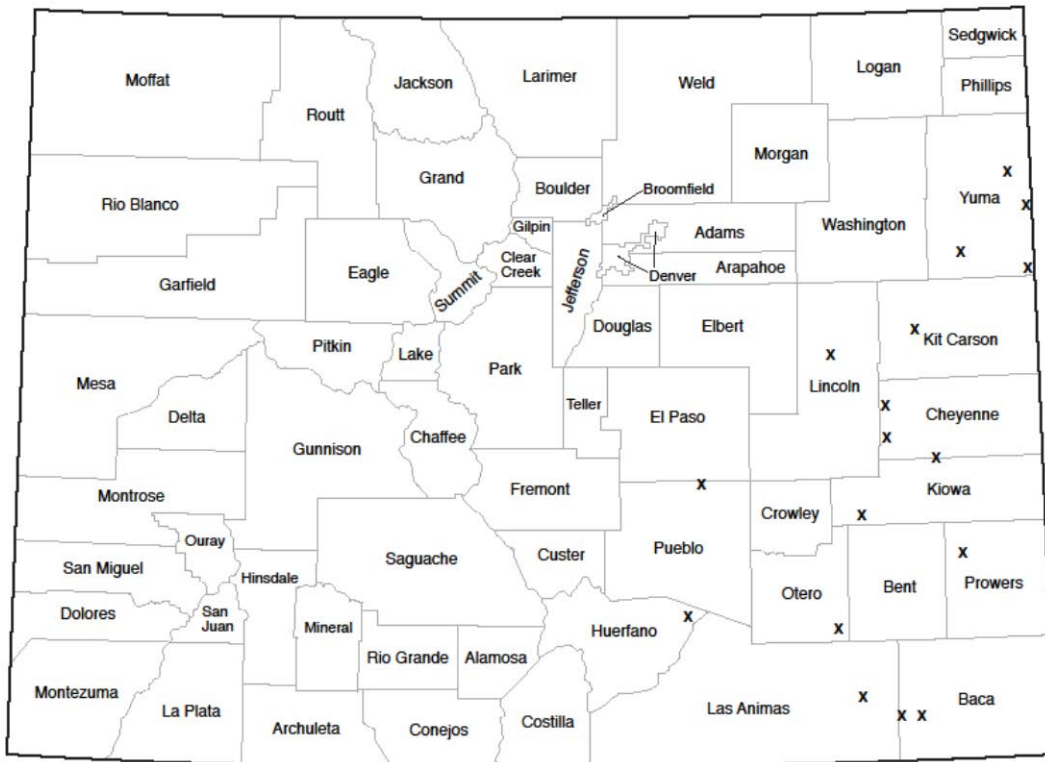 Sedgwick
Logan
Larimer
Weld
Moffat
Jackson
Phillips
Routt
Morgan
x
Grand
Boulder
Broomfield
Yuma
Rio Blanco
x
Gilpin
Adams
Washington
Clear
Creek
x
Eagle
Arapahoe
x
Garfield
Summit
Jefferson
Denver
Douglas
Elbert
x
Kit Carson
Pitkin
Lake
x
Park
Lincoln
Mesa
Teller
x
Delta
El Paso
Cheyenne
Chaffee
x
Gunnison
x
Fremont
x
Kiowa
Montrose
Crowley
x
Ouray
Pueblo
Custer
x
Saguache
San Miguel
Hinsdale
Prowers
Bent
Otero
Dolores
San
Juan
x
Mineral
Huerfano
x
Rio Grande
Alamosa
Montezuma
x
Baca
Las Animas
La Plata
x x
Costilla
Archuleta
Conejos